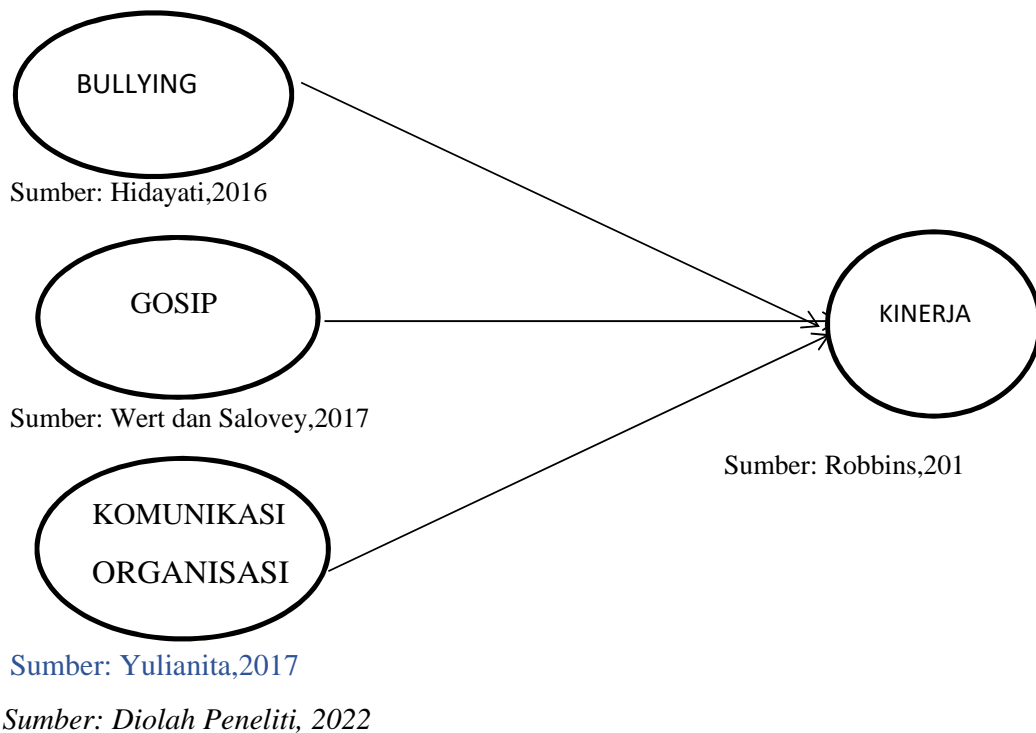 BULLYING
Sumber: Hidayati,2016
GOSIP
KINERJA
Sumber: Wert dan Salovey,2017
Sumber: Robbins,201
KOMUNIKASI
ORGANISASI
Sumber: Yulianita,2017
Sumber: Diolah Peneliti, 2022